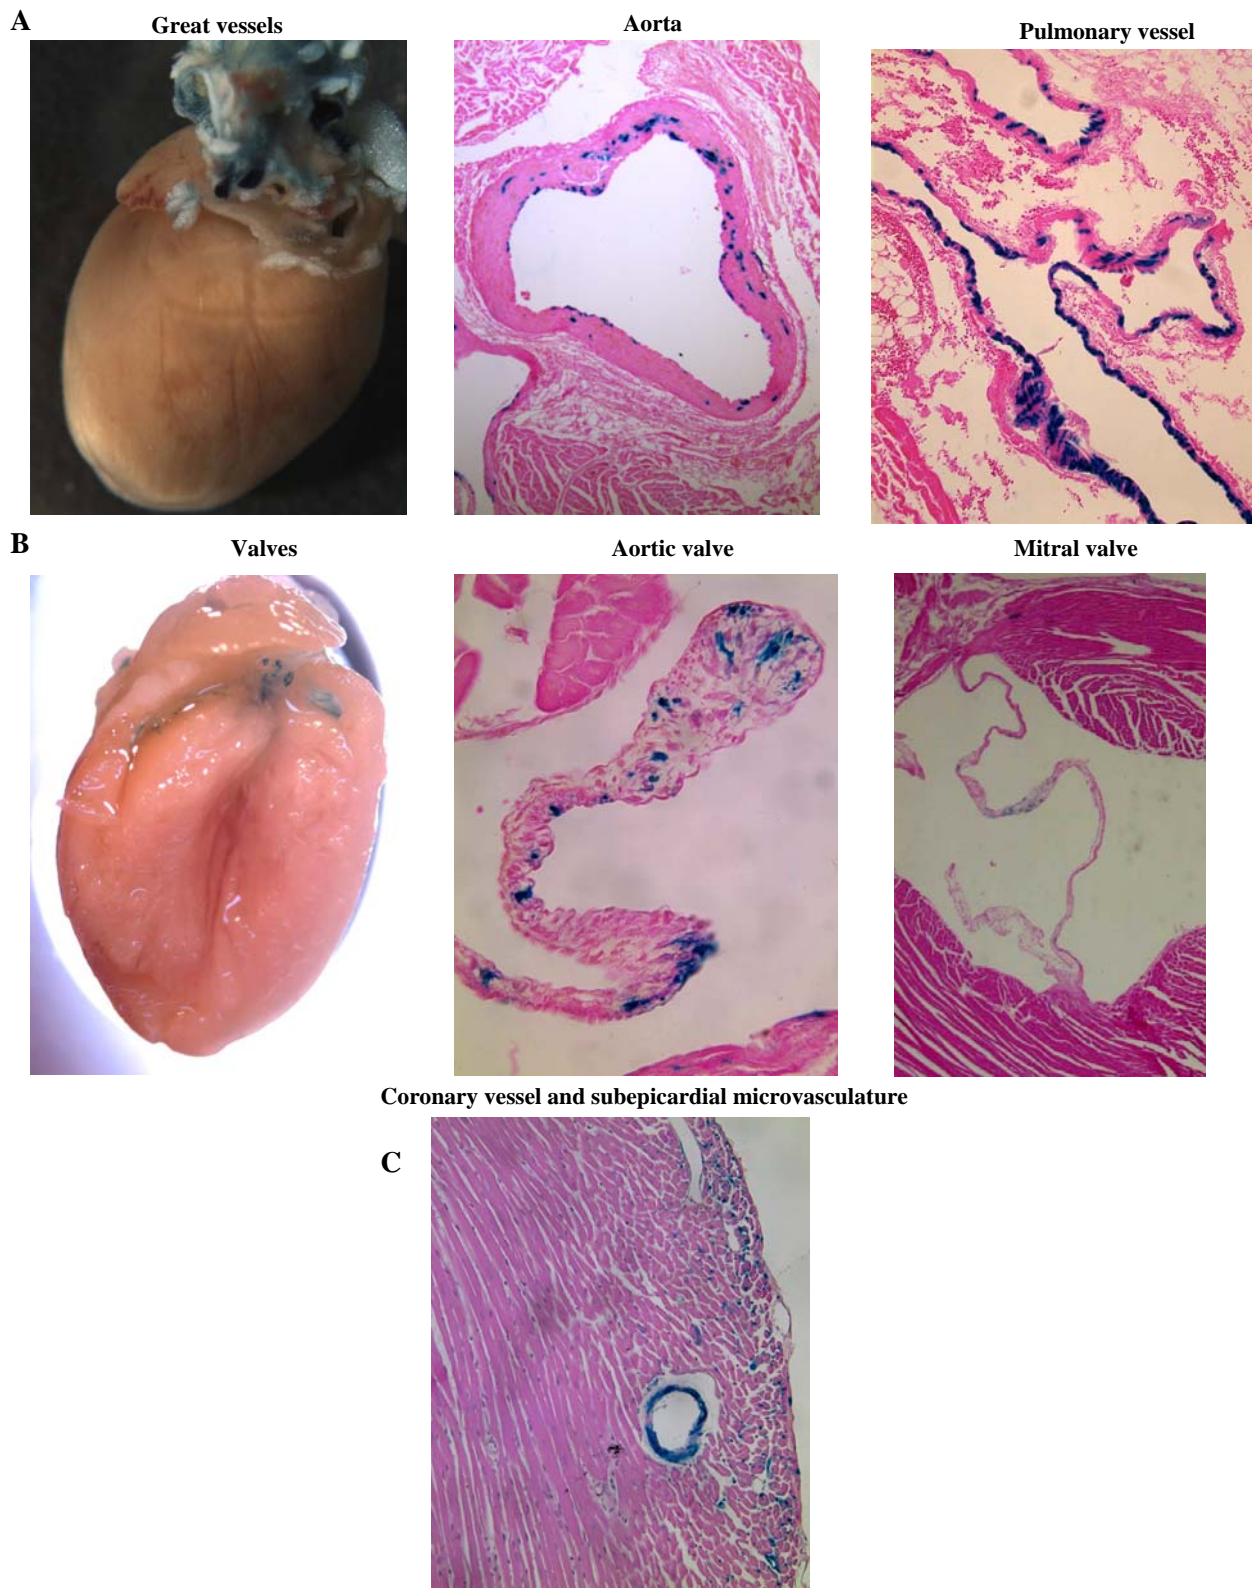 A
Great vessels
Aorta
Pulmonary vessel
B
Valves
Aortic valve
Mitral valve
Coronary vessel and subepicardial microvasculature
C